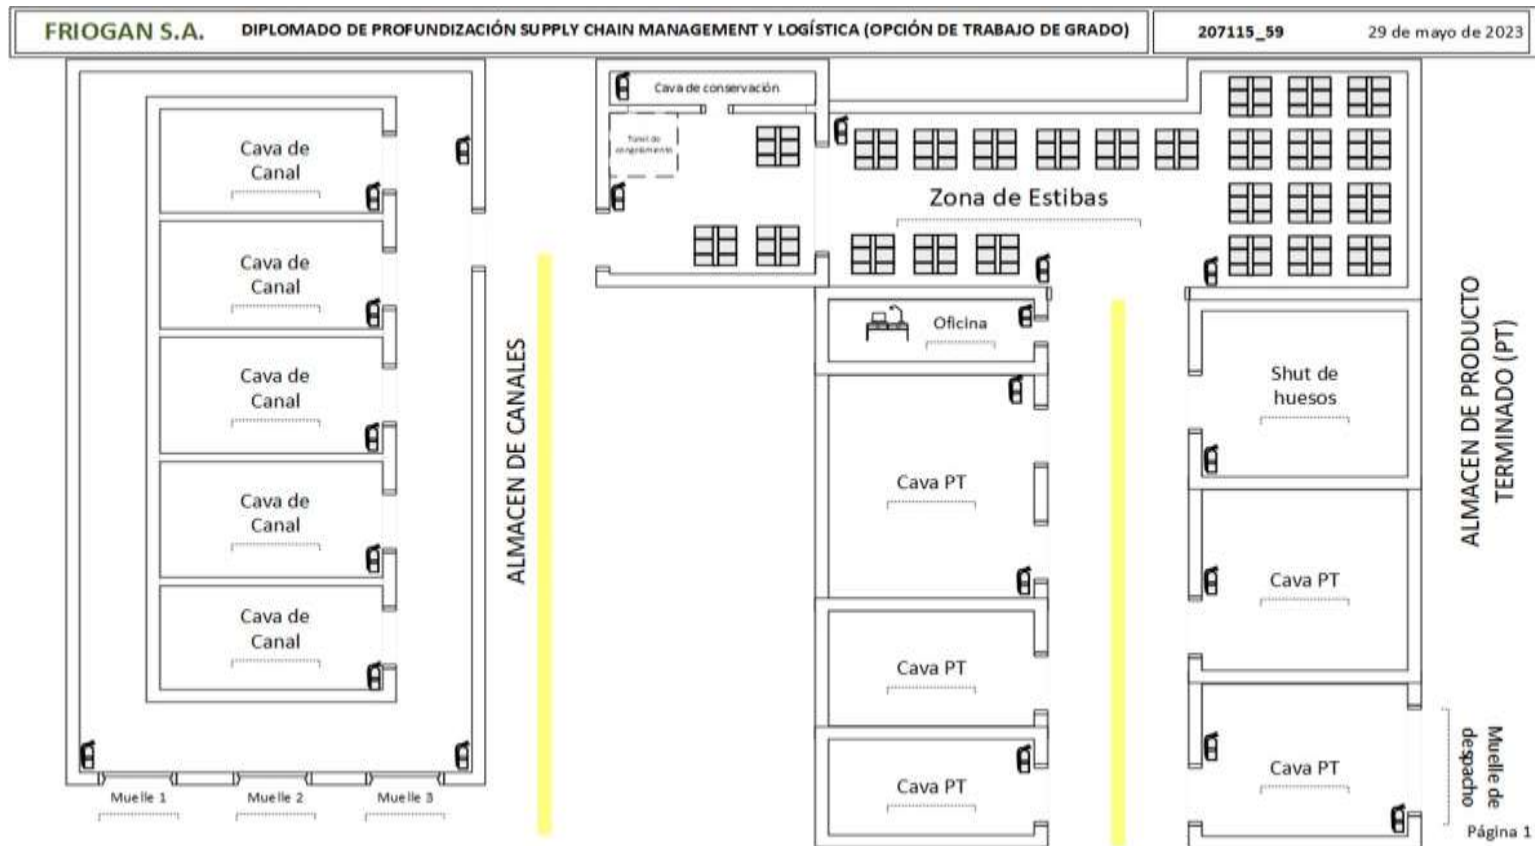 FRIOGAN S.A.
DIPLOMADO DE PROFUNDIZACIÓN SUPPLY CHAIN MANAGEMENT Y LOGÍSTICA (OPCIÓN DE TRABAJO DE GRADO)
207115_59
29 de mayo de 2023
Cava de
Canal
Cava de
Canal
Cava de
Canal
Cava de
Canal
Cava de
Canal
Muelle 1
Muelle 2
Muelle 3
ALMACEN DE CANALES
Cava de conservación
Túnel de
congelamiento
Zona de Estibas
Oficina
Cava PT
Cava PT
Cava PT
Shut de
huesos
Cava PT
Cava PT
ALMACEN DE PRODUCTO
TERMINADO (PT)
Muelle de
despacho
Página 1